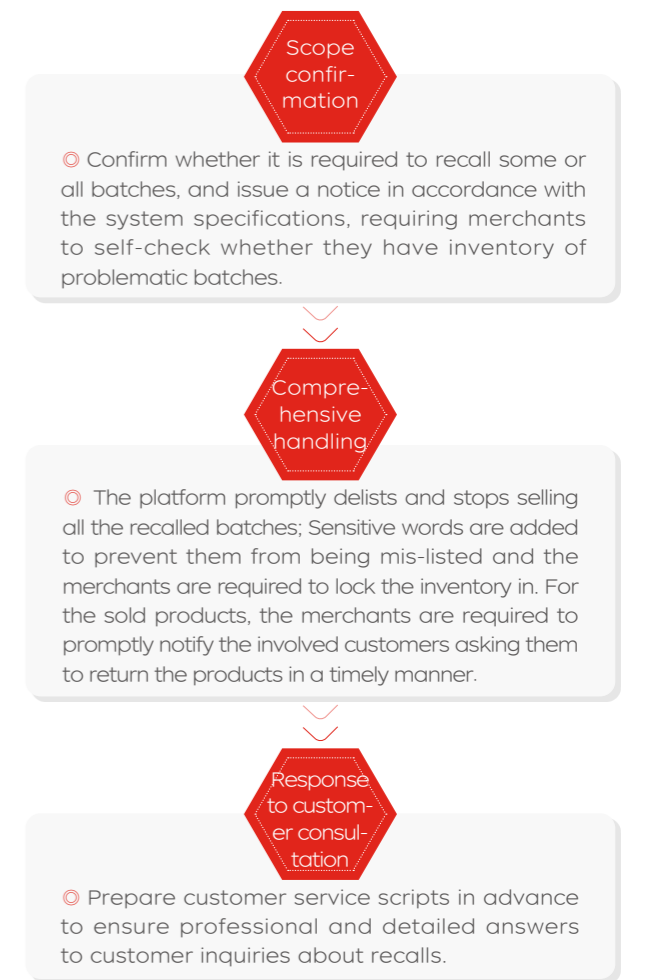 Scope
confir-
mation
◎ Confirm whether it is required to recall some or
all batches, and issue a notice in accordance with
the system specifications, requiring merchants
to self-check whether they have inventory of
problematic batches.
Compre-
hensive
handling
◎ The platform promptly delists and stops selling
all the recalled batches; Sensitive words are added
to prevent them from being mis-listed and the
merchants are required to lock the inventory in. For
the sold products, the merchants are required to
promptly notify the involved customers asking them
to return the products in a timely manner.
Response
to custom-
er consul-
tation
◎ Prepare customer service scripts in advance
to ensure professional and detailed answers
to customer inquiries about recalls.